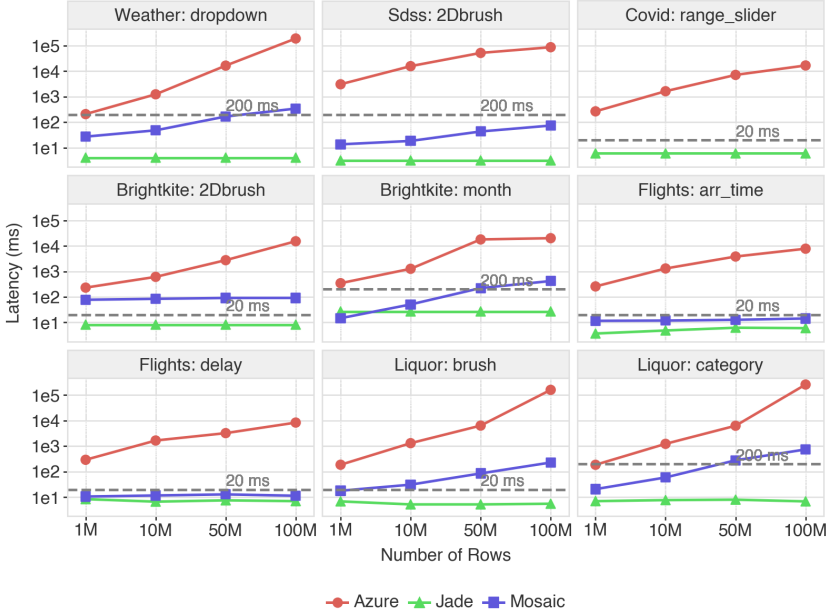 Weather: dropdown
Sdss: 2Dbrush
Covid: range_slider
1e5
1e4
1e3
1e2
1e1
200 ms
200 ms
20 ms
Brightkite: 2Dbrush
Brightkite: month
Flights: arr_time
Latency (ms)
1e5
1e4
1e3
1e2
1e1
20 ms
200 ms
20 ms
Flights: delay
Liquor: brush
Liquor: category
1e5
1e4
1e3
1e2
1e1
20 ms
20 ms
200 ms
1M 10M 50M 100M
1M 10M 50M 100M
1M 10M 50M 100M
Number of Rows
Azure Jade Mosaic